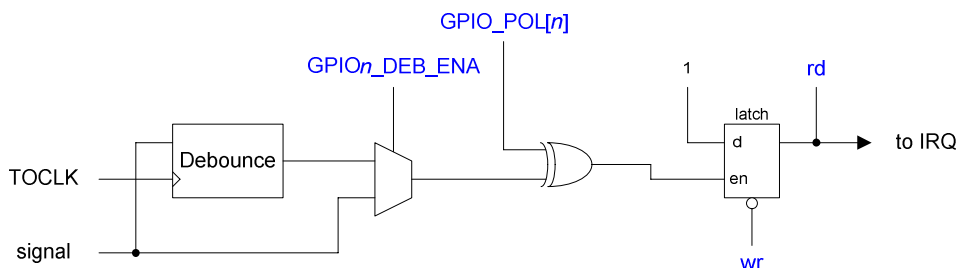 GPIO_POL[n]
GPIOn_DEB_ENA
1
rd
latch
d
to IRQ
Debounce
TOCLK
en
signal
wr